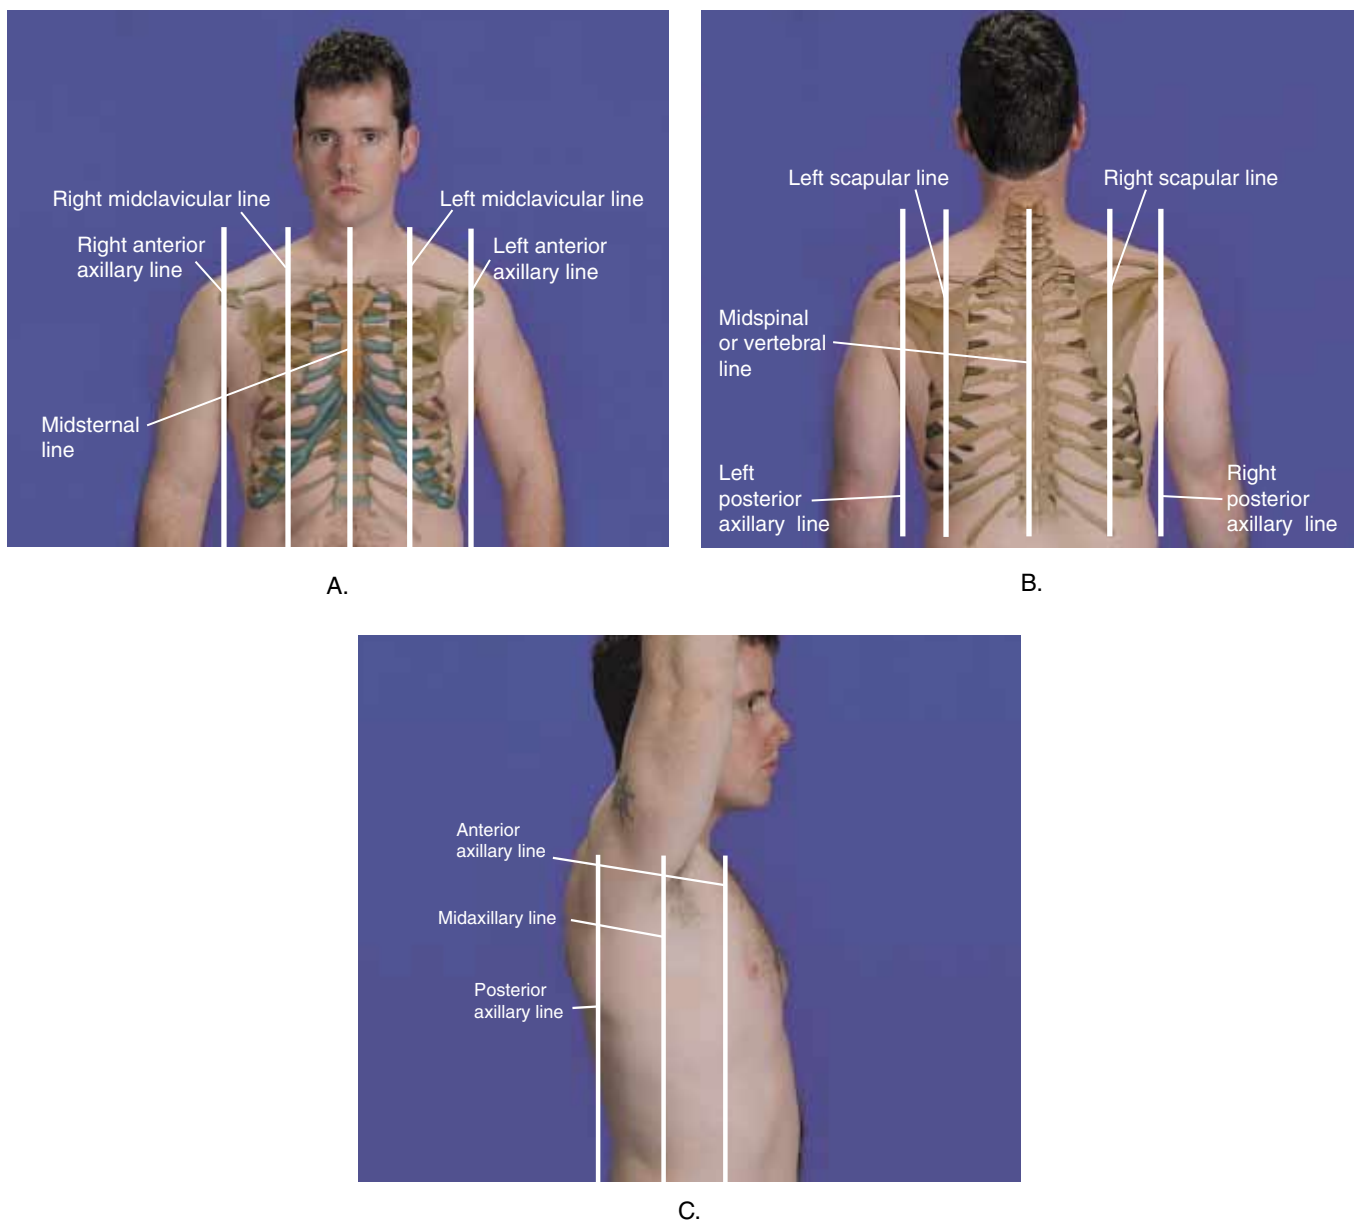 Right midclavicular line
Left midclavicular line
Right anterior
axillary line
Left anterior
axillary line
Midsternal
line
A.
Left scapular line
Right scapular line
Midspinal
or vertebral
line
Left
posterior
axillary line
Right
posterior
axillary line
B.
Anterior
axillary line
Midaxillary line
Posterior
axillary line
C.